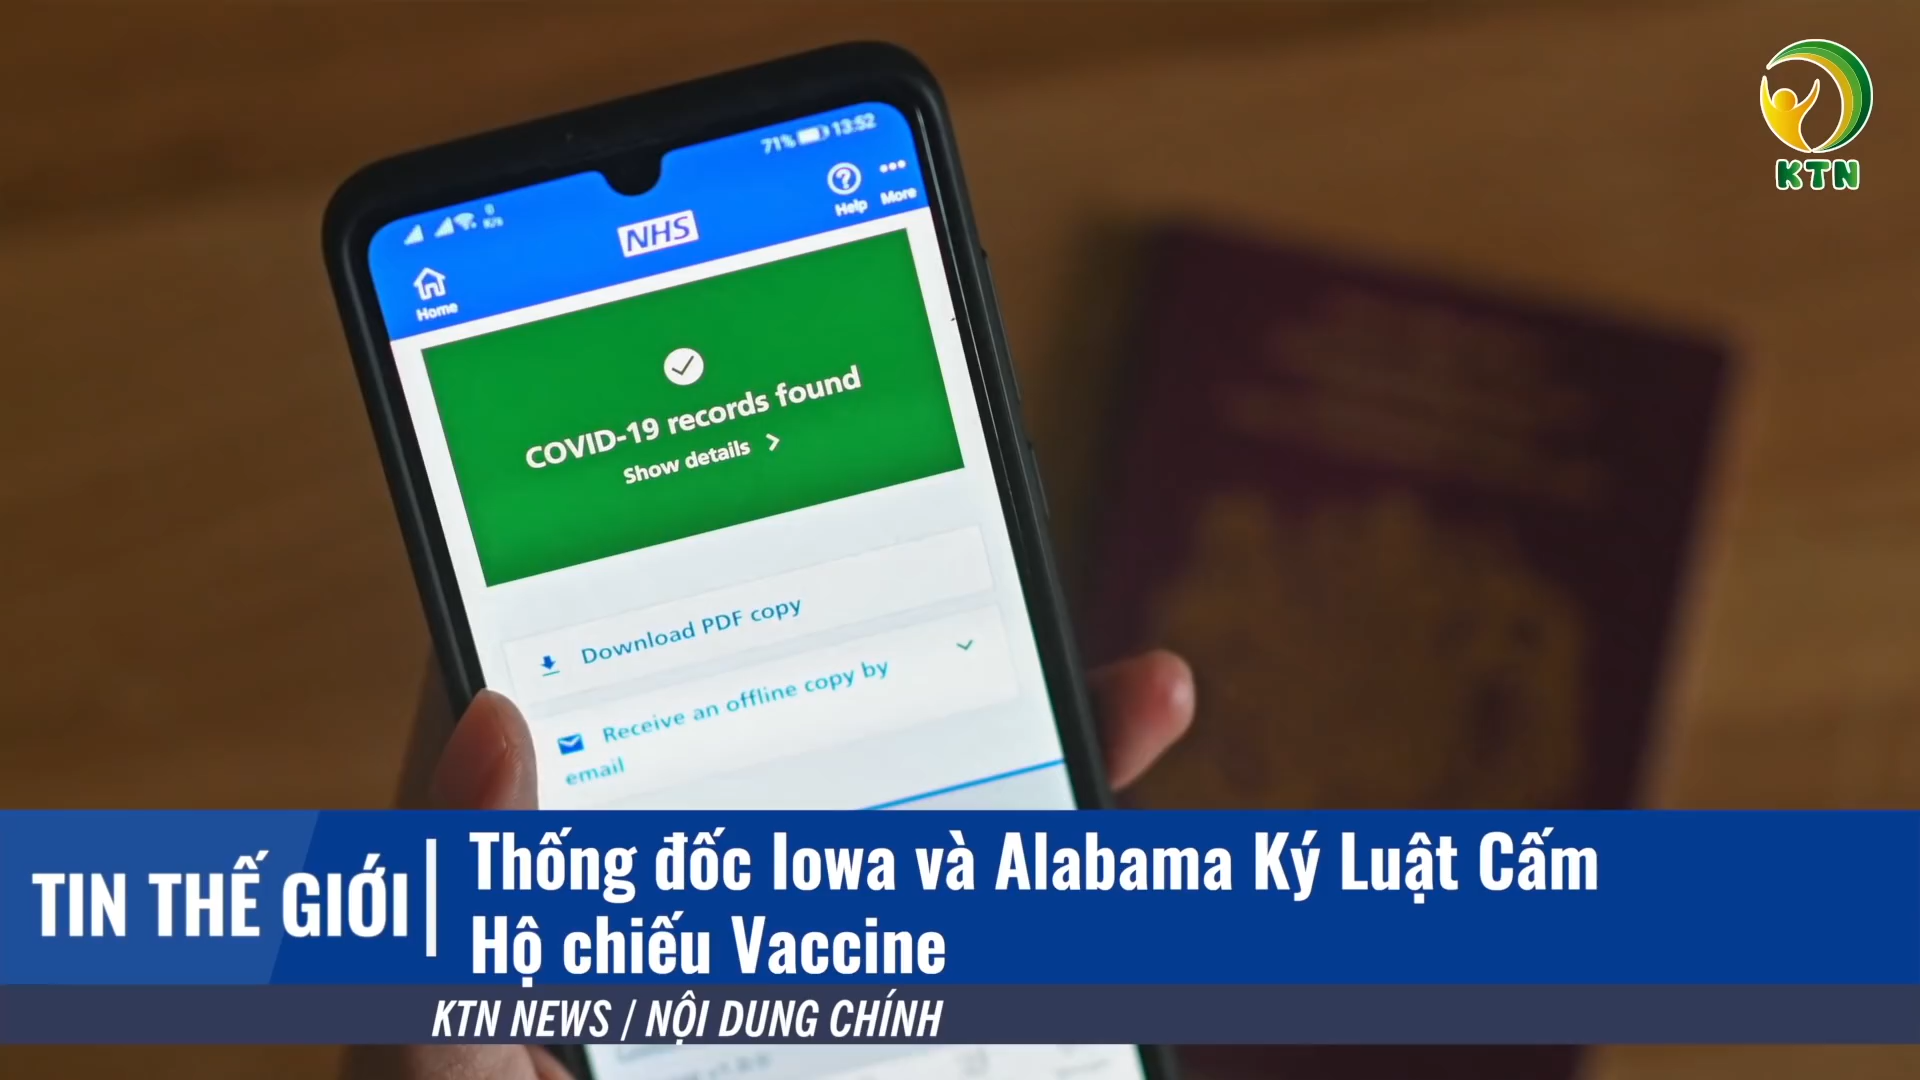 71% 13:52
Help
More
NHS
Home
COVID-19 records found
Show details
Download PDF copy
Receive an offline copy by
email
KTN
TIN THẾ GIỚI
Thống đốc Iowa và Alabama Ký Luật Cấm
Hộ chiếu Vaccine
KTN NEWS / NỘI DUNG CHÍNH